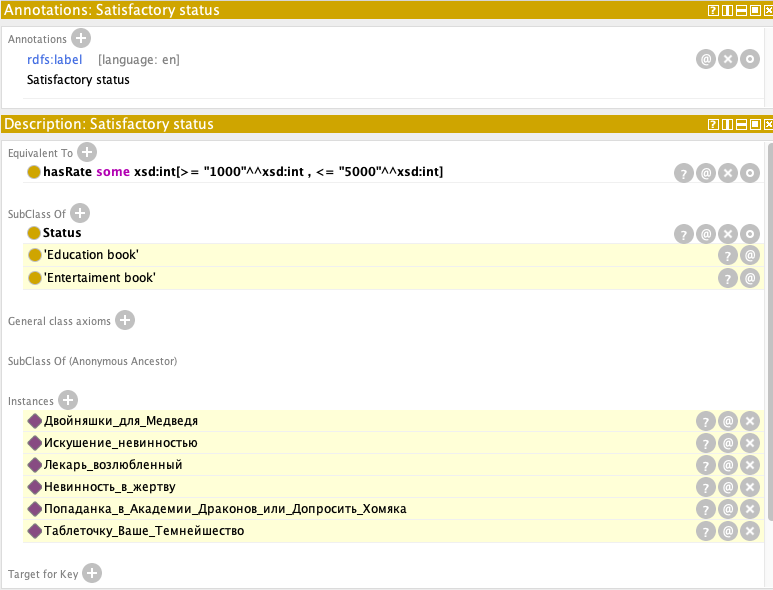 Annotations: Satisfactory status
Annotations
rdfs:label [language: en]
Satisfactory status
Description: Satisfactory status
Equivalent To
hasRate some xsd:int[>= "1000"^^xsd:int , <= "5000"^^xsd:int]
SubClass Of
Status
'Education book'
'Entertaiment book'
General class axioms
SubClass Of (Anonymous Ancestor)
Instances
Двойняшки_для_Медведя
Искушение_невинностью
Лекарь_возлюбленный
Невинность_в_жертву
Попаданка_в_Академии_Драконов_или_Допросить_Хомяка
Таблеточку_Ваше_Темнейшество
Target for Key